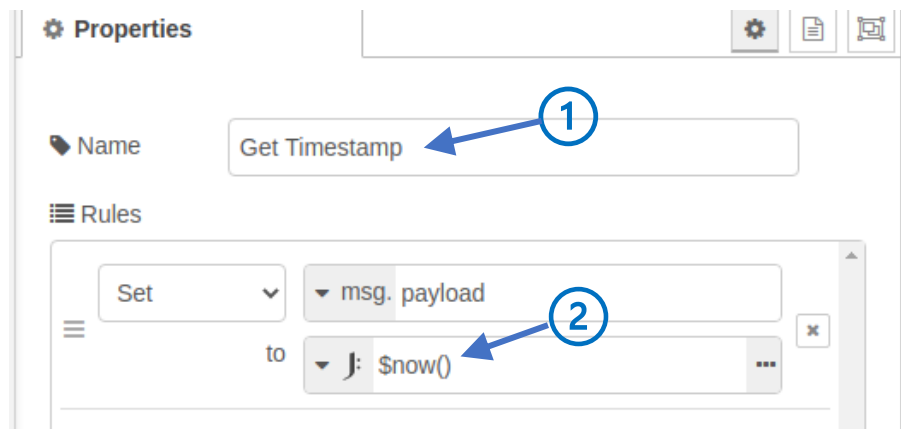 Properties
1
Name
Get Timestamp
Rules
Set
msg. payload
2
to
J: $now()